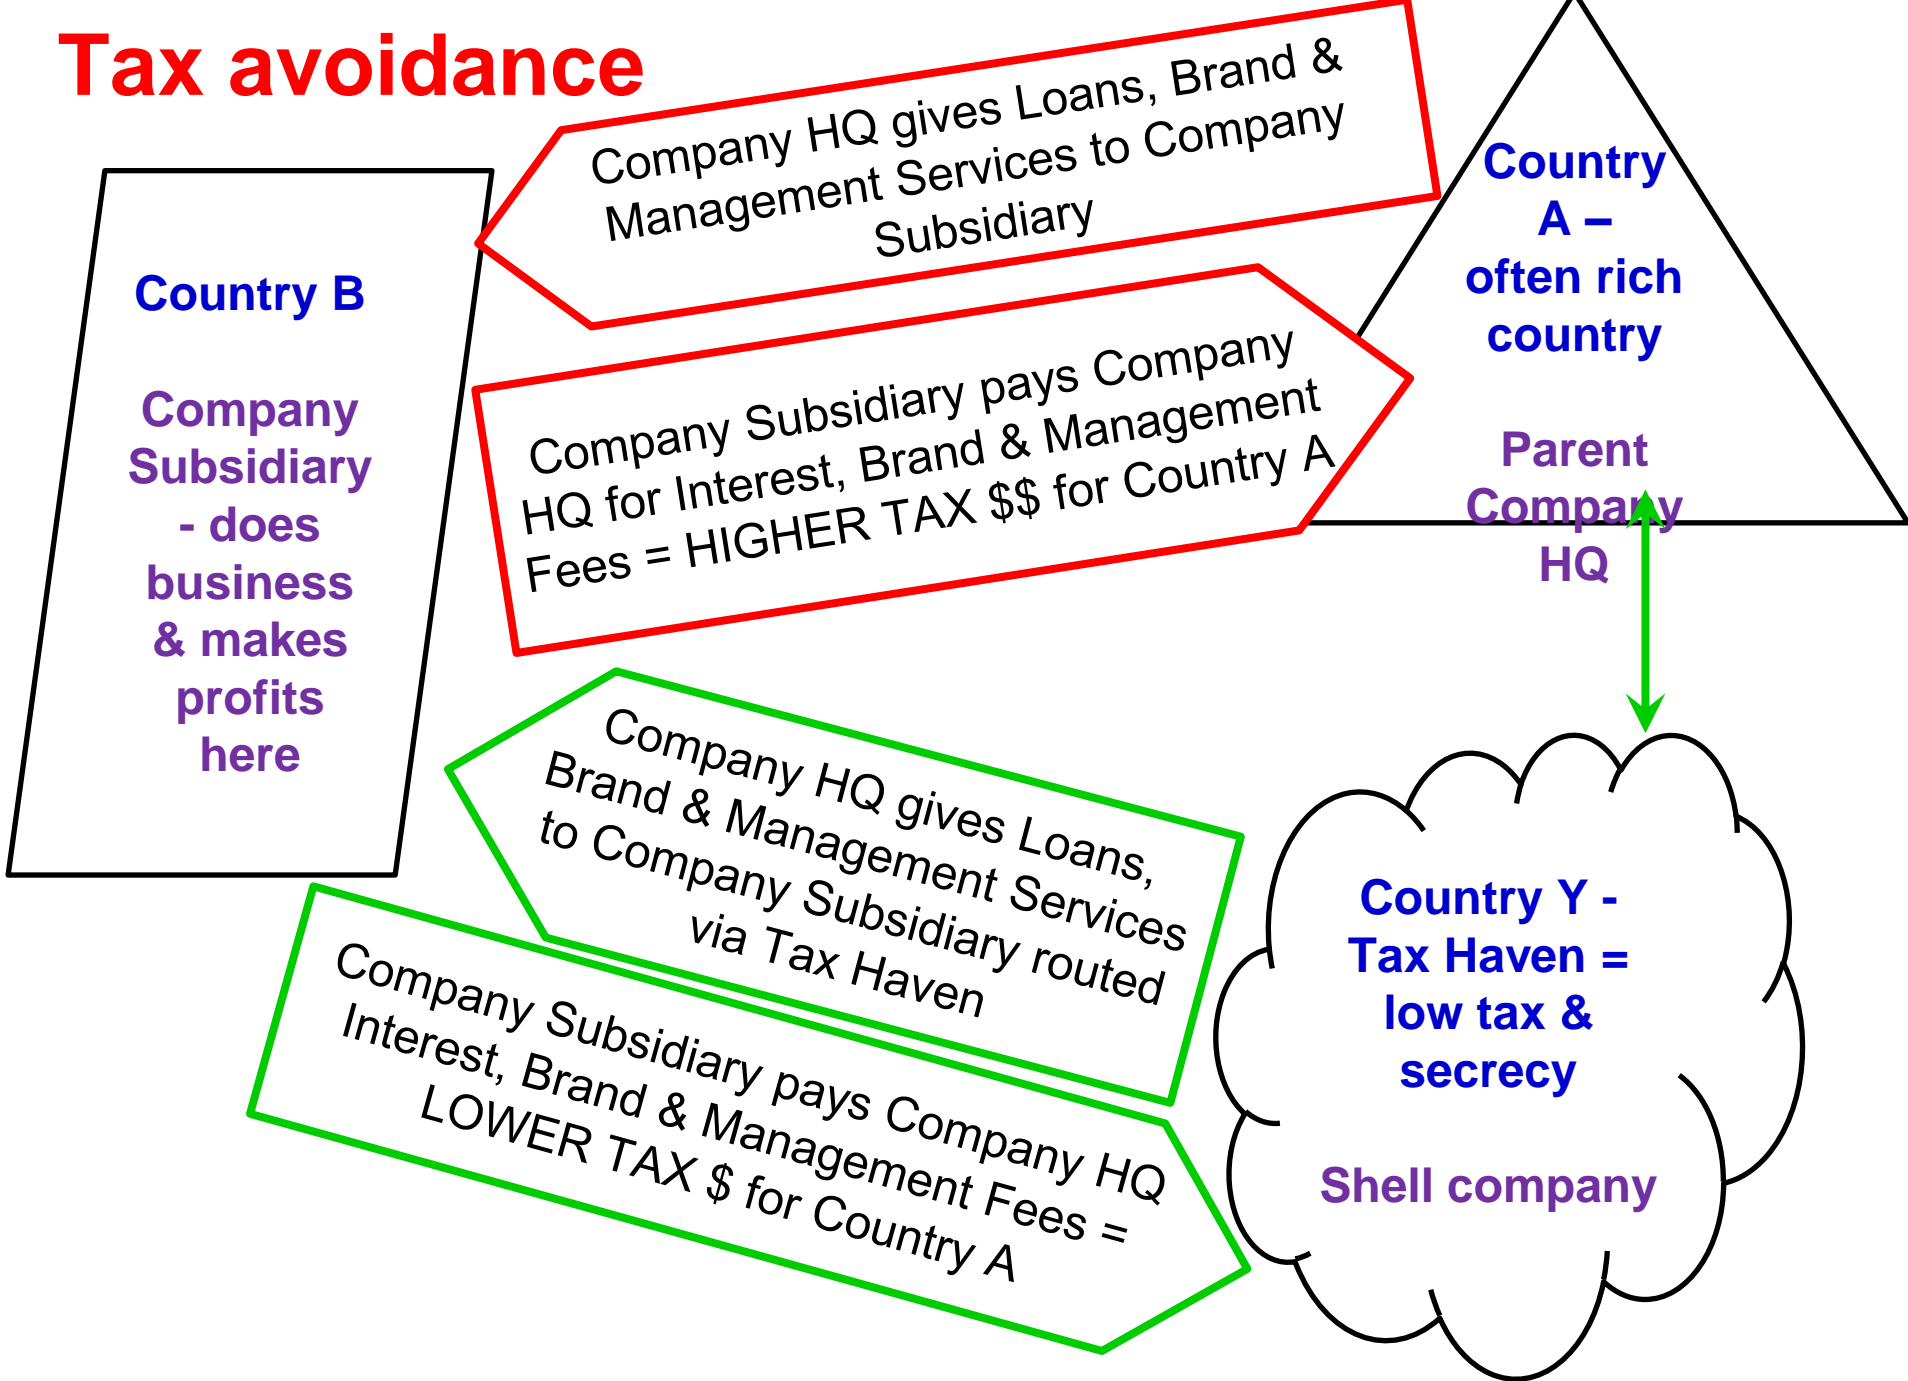 Tax avoidance
Company HQ gives Loans, Brand &
Management Services to Company
Subsidiary
Country
A –
often rich
country
Parent
Company
HQ
Country B
Company
Subsidiary
- does
business
& makes
profits
here
Company Subsidiary pays Company
HQ for Interest, Brand & Management
Fees = HIGHER TAX $$ for Country A
Company HQ gives Loans,
Brand & Management Services
to Company Subsidiary routed
via Tax Haven
Company Subsidiary pays Company HQ
Interest, Brand & Management Fees =
LOWER TAX $ for Country A
Country Y -
Tax Haven =
low tax &
secrecy
Shell company